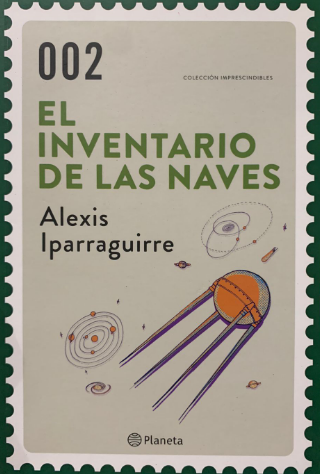 002
COLECCIÓN IMPRESCINDIBLES
EL
INVENTARIO
DE LAS NAVES
Alexis
Iparraguirre
Planeta